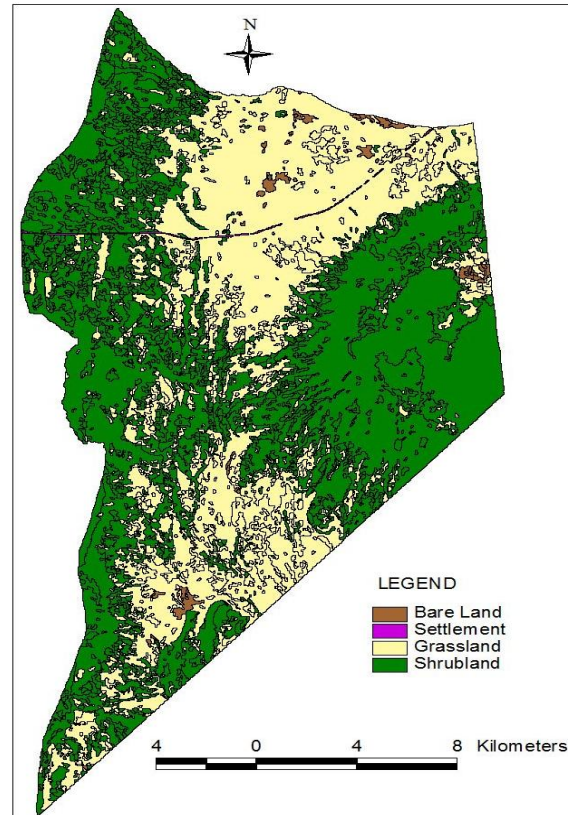 N
LEGEND
Bare Land
Settlement
Grassland
Shrubland
4 0 4 8 Kilometers